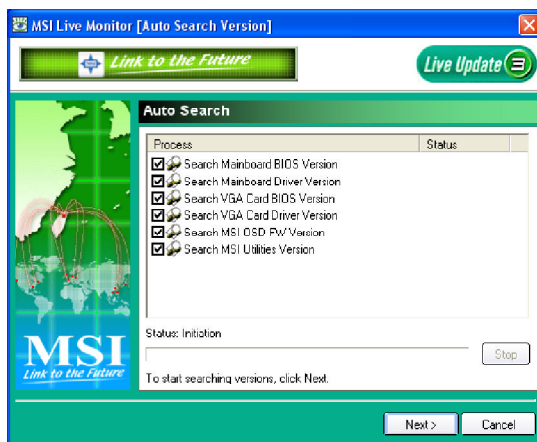 MSI Live Monitor [Auto Search Version]
Link to the Future
Live Update 3
Auto Search
Process Status
Search Mainboard BIOS Version
Search Mainboard Driver Version
Search VGA Card BIOS Version
Search VGA Card Driver Version
Search MSI OSD FW Version
Search MSI Utilities Version
Status: Initiation
Stop
To start searching versions, click Next.
MSI
Link to the Future
Next > Cancel